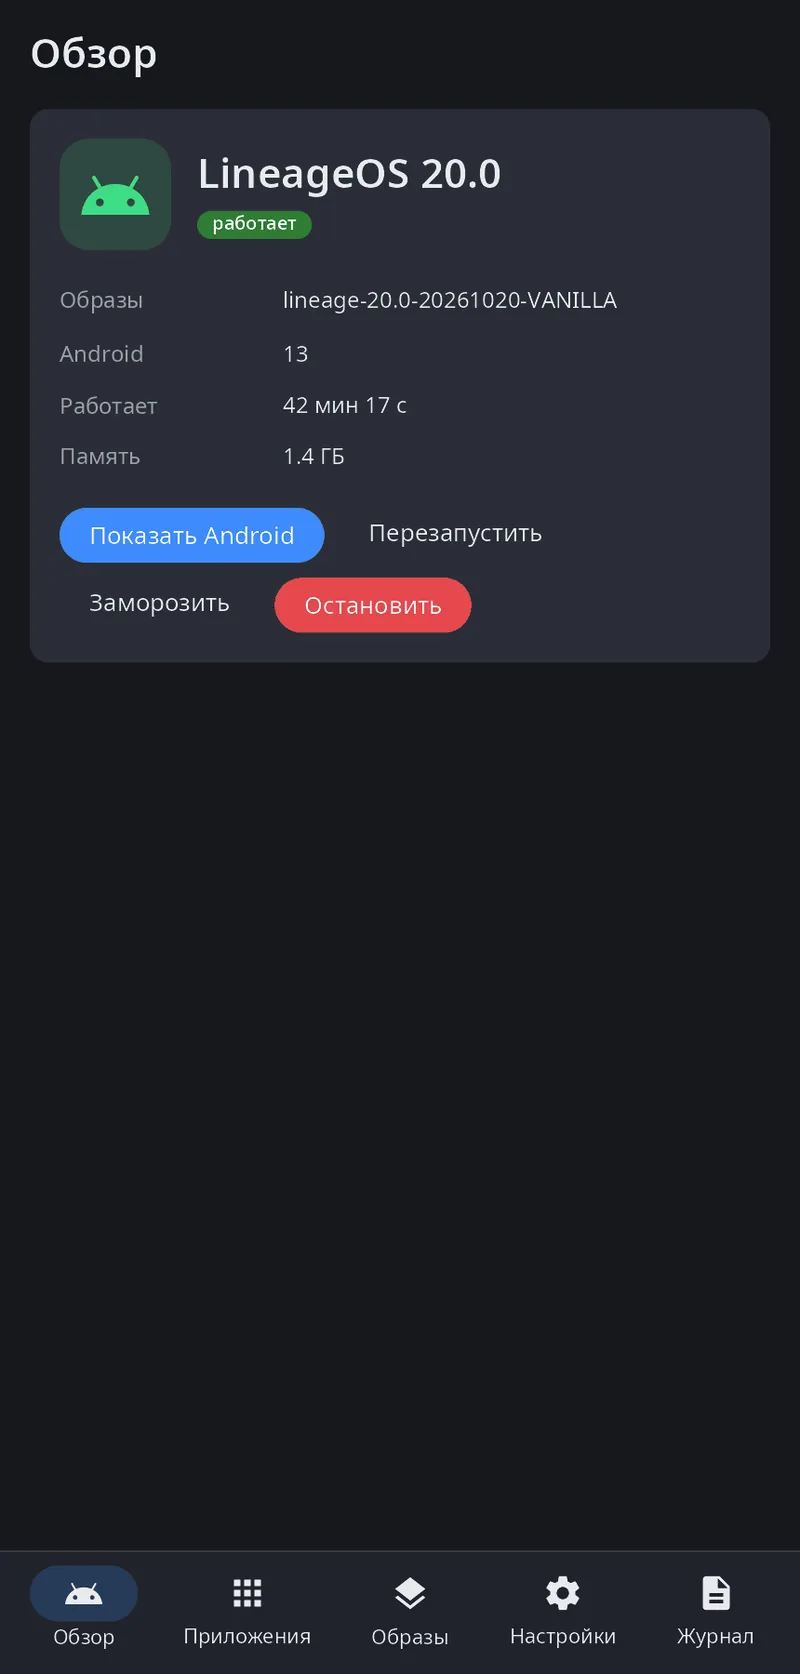 Обзор
LineageOS 20.0
работает
Образы lineage-20.0-20261020-VANILLA
Android 13
Работает 42 мин 17 с
Память 1.4 ГБ
Показать Android Перезапустить
Заморозить Остановить
Обзор Приложения Образы Настройки Журнал